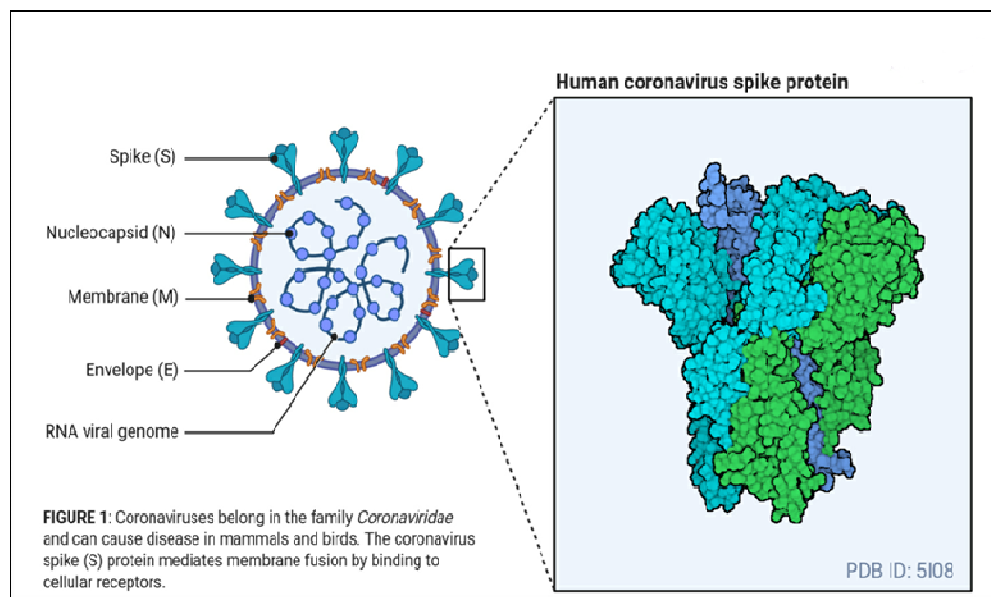 Human coronavirus spike protein
Spike (S)
Nucleocapsid (N)
Membrane (M)
Envelope (E)
RNA viral genome
FIGURE 1: Coronaviruses belong in the family Coronaviridae
and can cause disease in mammals and birds. The coronavirus
spike (S) protein mediates membrane fusion by binding to
cellular receptors.
PDB ID: 5I08